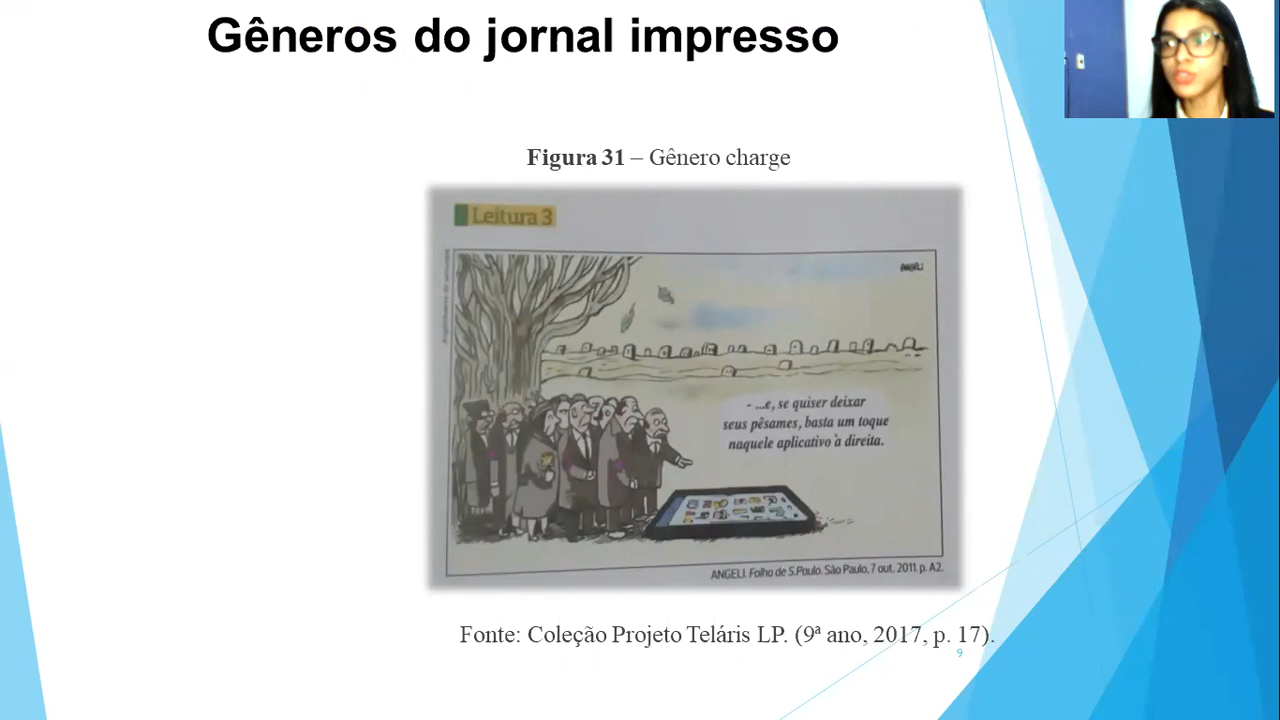 Gêneros do jornal impresso
Figura 31 – Gênero charge
Leitura 3
ANGELI
- ...e, se quiser deixar
seus pêsames, basta um toque
naquele aplicativo à direita.
ANGELI. Folha de S.Paulo. São Paulo, 7 out. 2011. p. A2.
Fonte: Coleção Projeto Teláris LP. (9ª ano, 2017, p. 17).
9